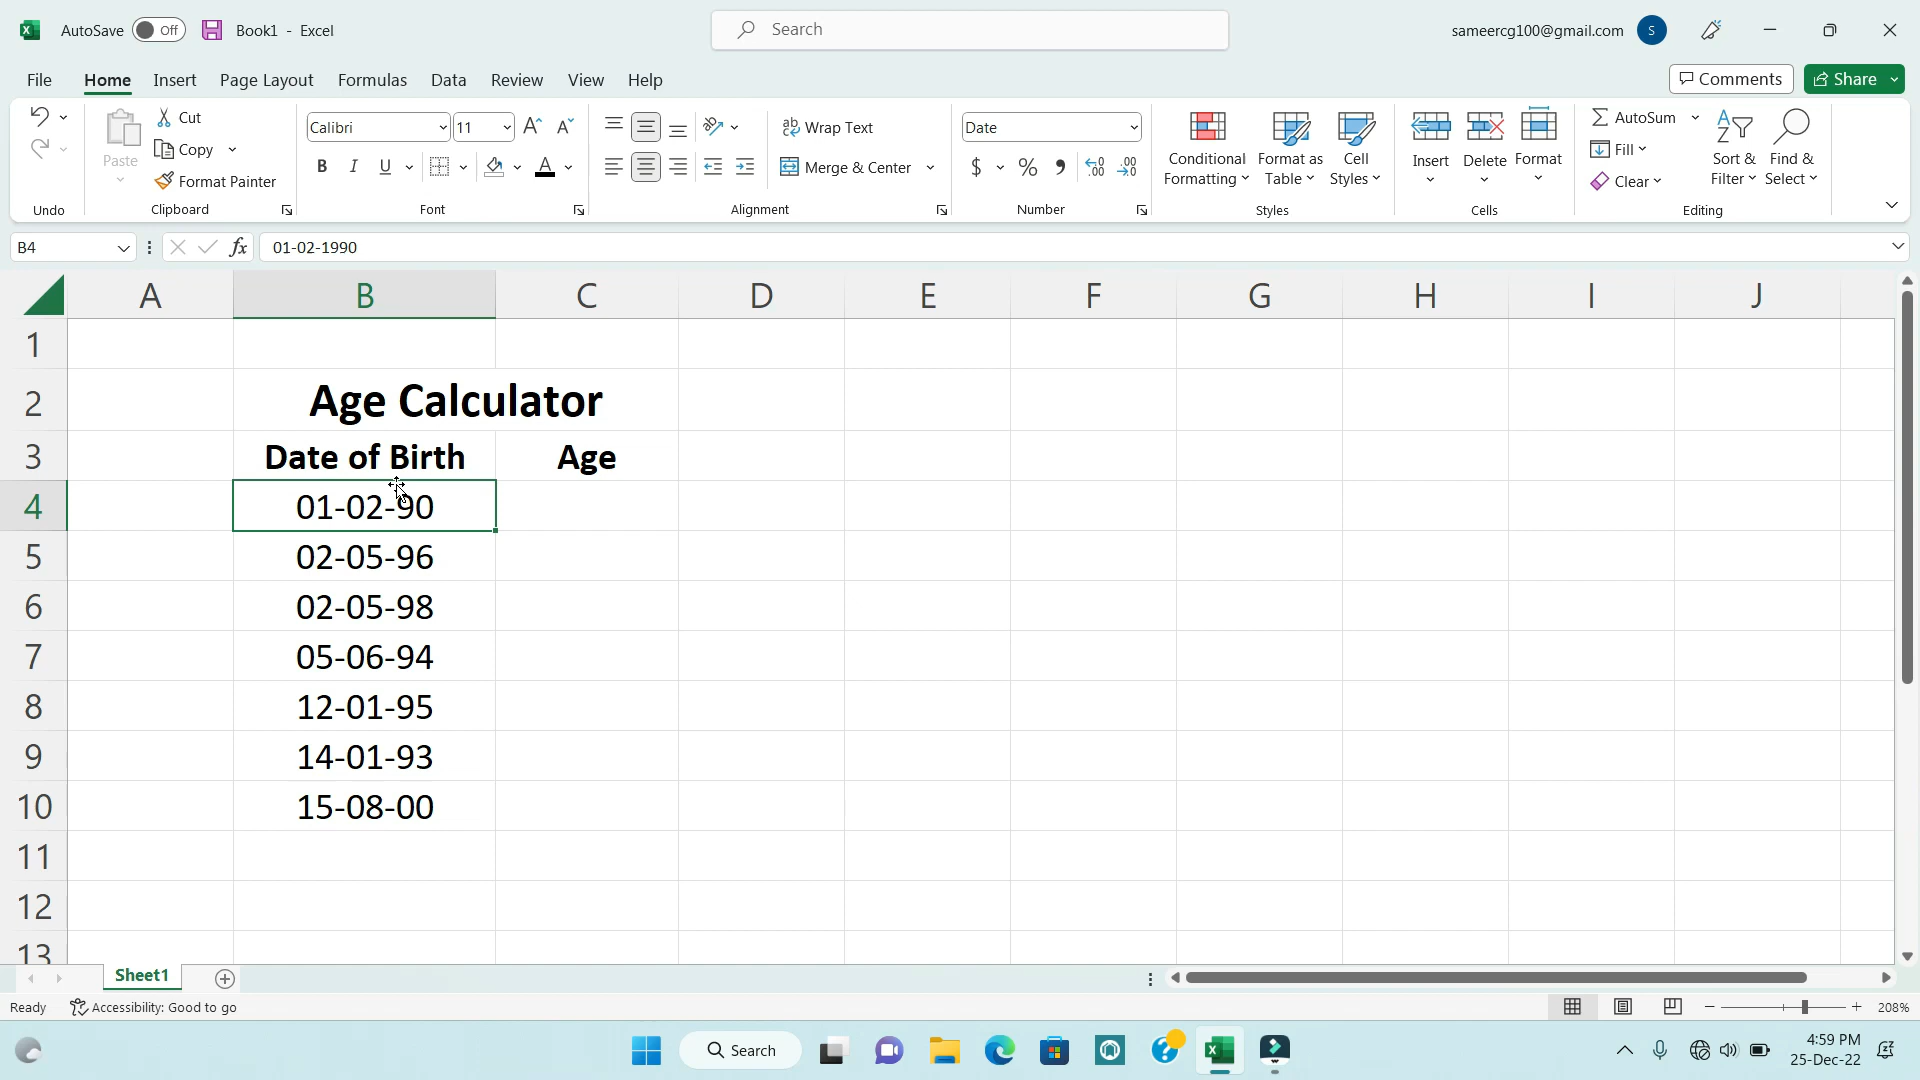 AutoSave Off Book1 - Excel Search sameercg100@gmail.com S
File Home Insert Page Layout Formulas Data Review View Help Comments Share
Cut
Copy
Format Painter
Paste
Undo Clipboard
Calibri 11
B I U A
Font
Wrap Text
Merge & Center
Alignment
Date
$ % ,
Number
Conditional Formatting
Format as Table
Cell Styles
Styles
Insert Delete Format
Cells
AutoSum
Fill
Clear
Sort & Filter
Find & Select
Editing
B4 fx 01-02-1990
A B C D E F G H I J
1
2 Age Calculator
3 Date of Birth Age
4 01-02-90
5 02-05-96
6 02-05-98
7 05-06-94
8 12-01-95
9 14-01-93
10 15-08-00
11
12
13
Sheet1
Ready Accessibility: Good to go 208%
Search
4:59 PM
25-Dec-22